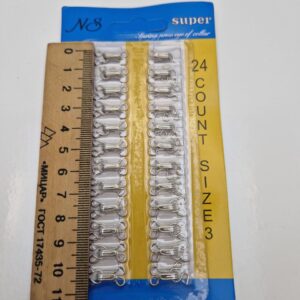 NS
super
24 COUNT SIZE 3
0 1 2 3 4 5 6 7 8 9 10 11
«МИЦАР» ГОСТ 17435-72